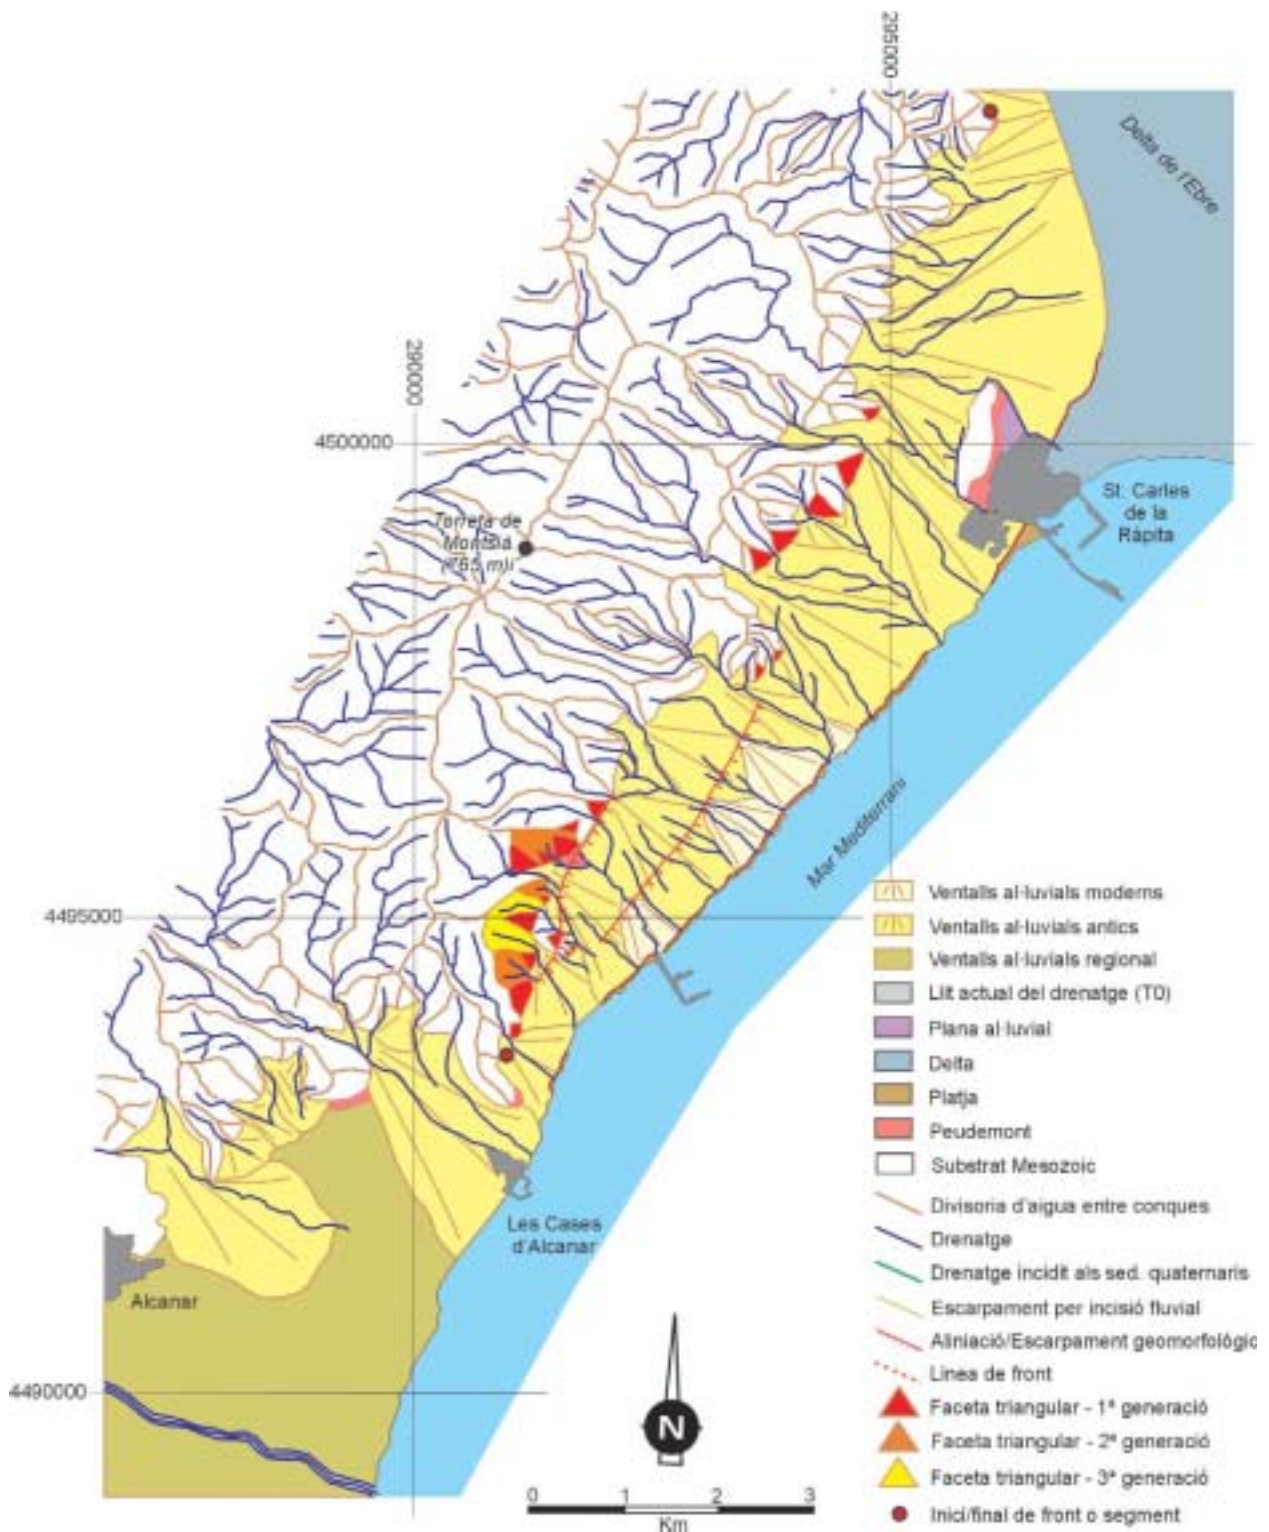 295000
Delta de l'Ebre
290000
4500000
St. Carles
de la
Ràpita
Torreta de
Montsià
(765 m)
Mar Mediterrani
4495000
Ventalls al·luvials moderns
Ventalls al·luvials antics
Ventalls al·luvials regional
Llit actual del drenatge (T0)
Plana al·luvial
Delta
Platja
Peudemont
Substrat Mesozoic
Divisoria d'aigua entre conques
Drenatge
Drenatge incidit als sed. quaternaris
Escarpament per incisió fluvial
Aliniació/Escarpament geomorfològic
Línea de front
Faceta triangular - 1ª generació
Faceta triangular - 2ª generació
Faceta triangular - 3ª generació
Inici/final de front o segment
Les Cases
d'Alcanar
Alcanar
4490000
N
0 1 2 3
Km